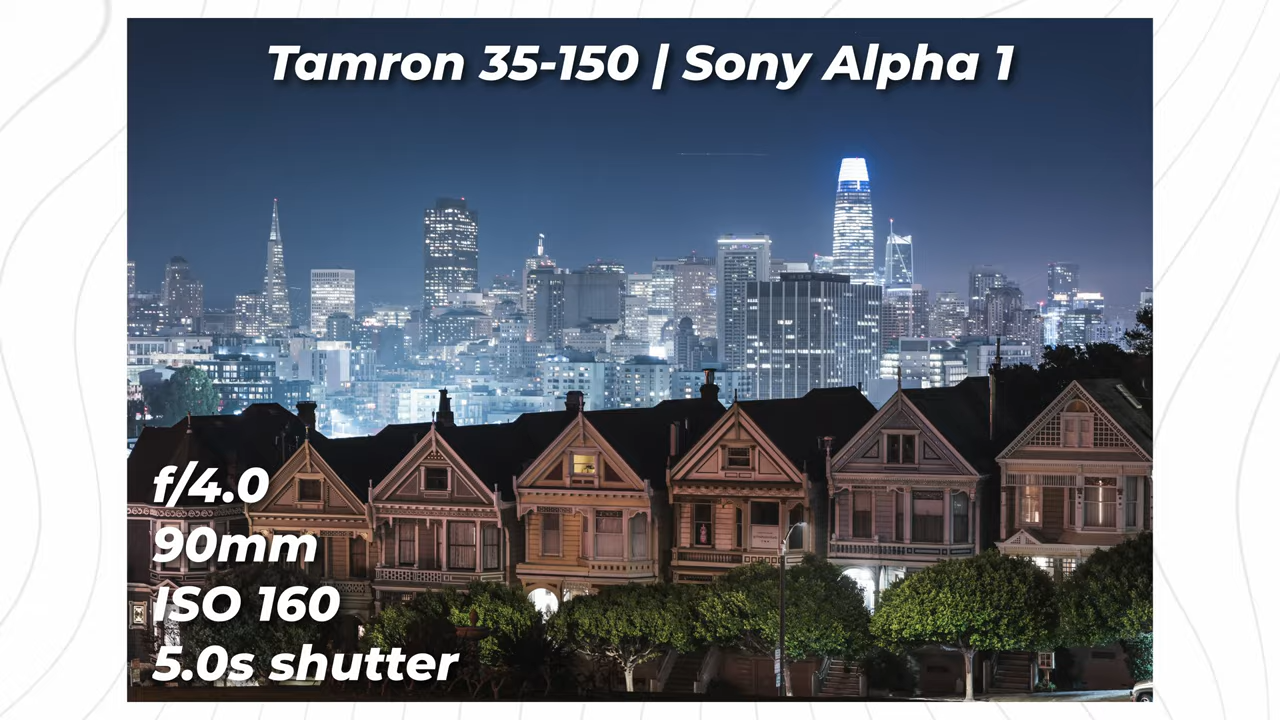 Tamron 35-150 | Sony Alpha 1
f/4.0
90mm
ISO 160
5.0s shutter